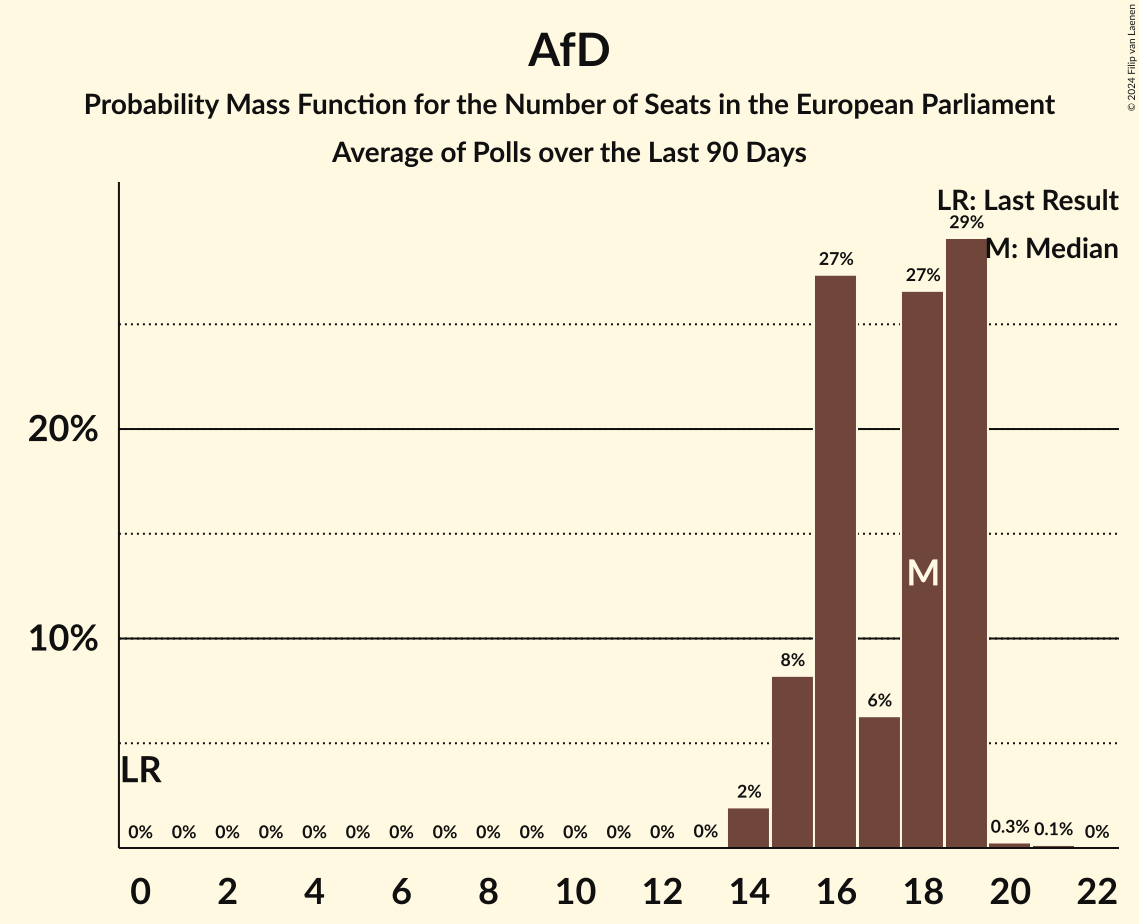 AfD
Probability Mass Function for the Number of Seats in the European Parliament
Average of Polls over the Last 90 Days
© 2024 Filip van Laenen
LR: Last Result
M: Median
20%
10%
LR
0% 0% 0% 0% 0% 0% 0% 0% 0% 0% 0% 0% 0% 0% 2% 8% 27% 6% 27% 29% 0.3% 0.1% 0%
M
0 2 4 6 8 10 12 14 16 18 20 22